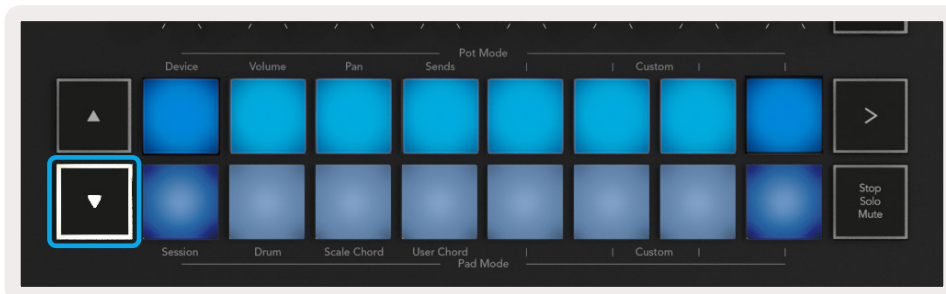 Pot Mode
Device Volume Pan Sends Custom
>
Stop
Solo
Mute
Session Drum Scale Chord User Chord Custom
Pad Mode